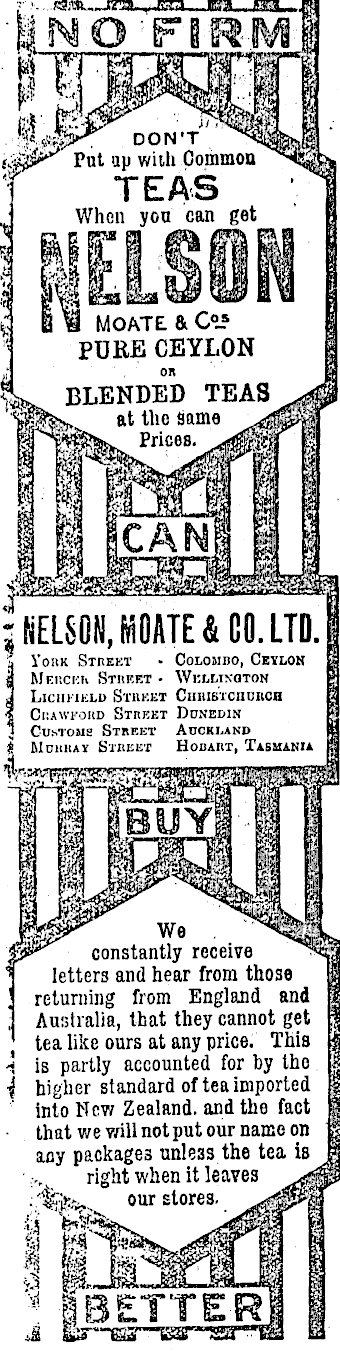 NO FIRM
DON'T
Put up with Common
TEAS
When you can get
NELSON
MOATE & Cos
PURE CEYLON
OR
BLENDED TEAS
at the same
Prices.
CAN
NELSON, MOATE & CO. LTD.
YORK STREET - COLOMBO, CEYLON
MERCER STREET - WELLINGTON
LICHFIELD STREET CHRISTCHURCH
CRAWFORD STREET DUNEDIN
CUSTOMS STREET AUCKLAND
MURRAY STREET HOBART, TASMANIA
BUY
We
constantly receive
letters and hear from those
returning from England and
Australia, that they cannot get
tea like ours at any price. This
is partly accounted for by the
higher standard of tea imported
into New Zealand. and the fact
that we will not put our name on
any packages unless the tea is
right when it leaves
our stores.
BETTER